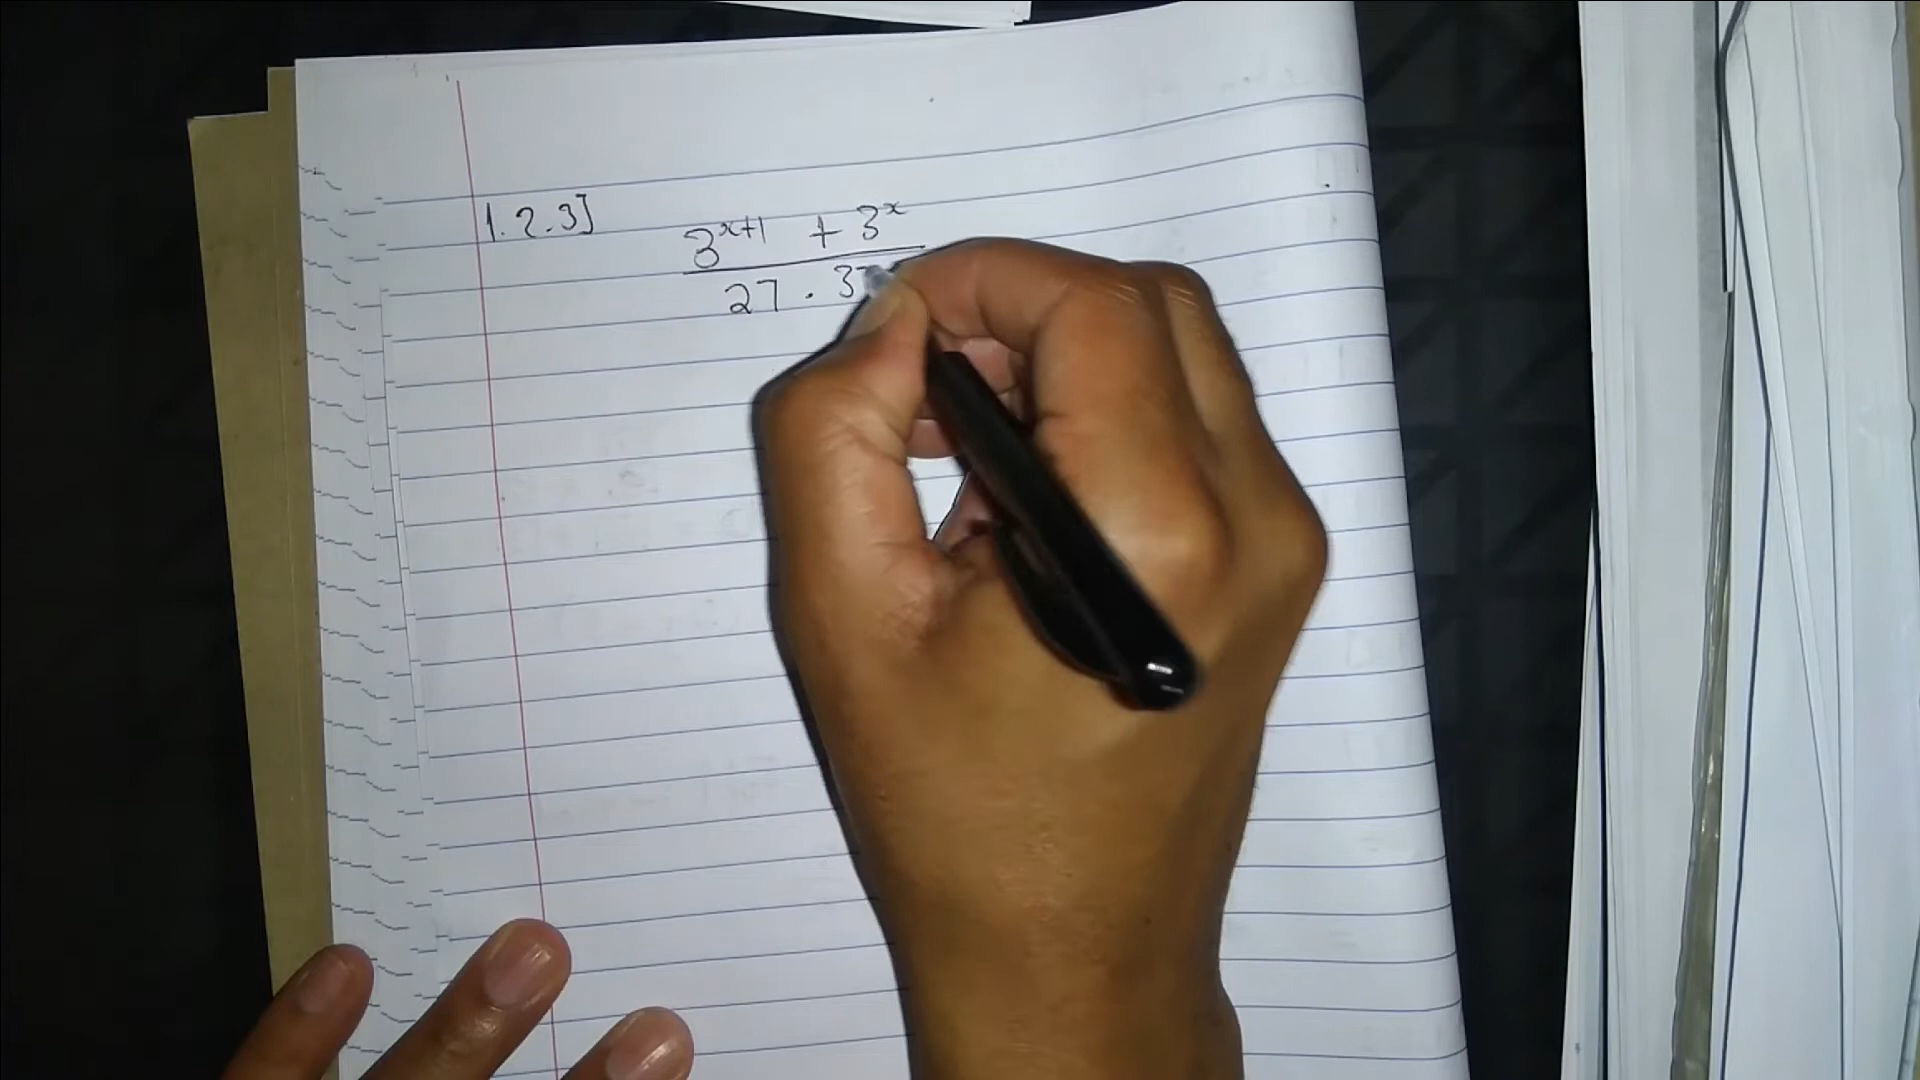 1.2.3]
3^{x+1} + 3^x
27 . 3